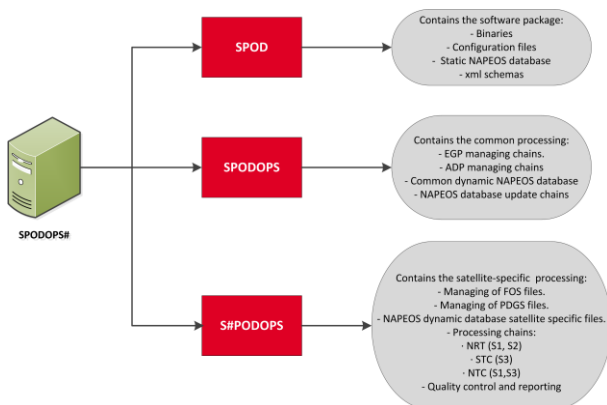 SPOD
Contains the software package:
- Binaries
- Configuration files
- Static NAPEOS database
- xml schemas
SPODOPS#
SPODOPS
Contains the common processing:
- EGP managing chains.
- ADP managing chains
- Common dynamic NAPEOS database
- NAPEOS database update chains
S#PODOPS
Contains the satellite-specific processing:
- Managing of FOS files.
- Managing of PDGS files.
- NAPEOS dynamic database satellite specific files.
- Processing chains:
· NRT (S1, S2)
· STC (S3)
· NTC (S1,S3)
- Quality control and reporting